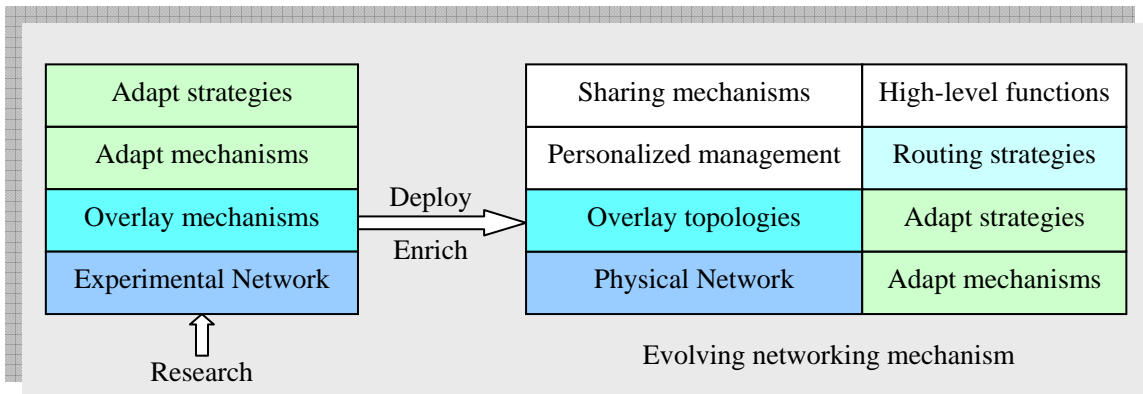 Adapt strategies
Adapt mechanisms
Overlay mechanisms
Experimental Network
Research
Deploy
Enrich
Sharing mechanisms
High-level functions
Personalized management
Routing strategies
Overlay topologies
Adapt strategies
Physical Network
Adapt mechanisms
Evolving networking mechanism